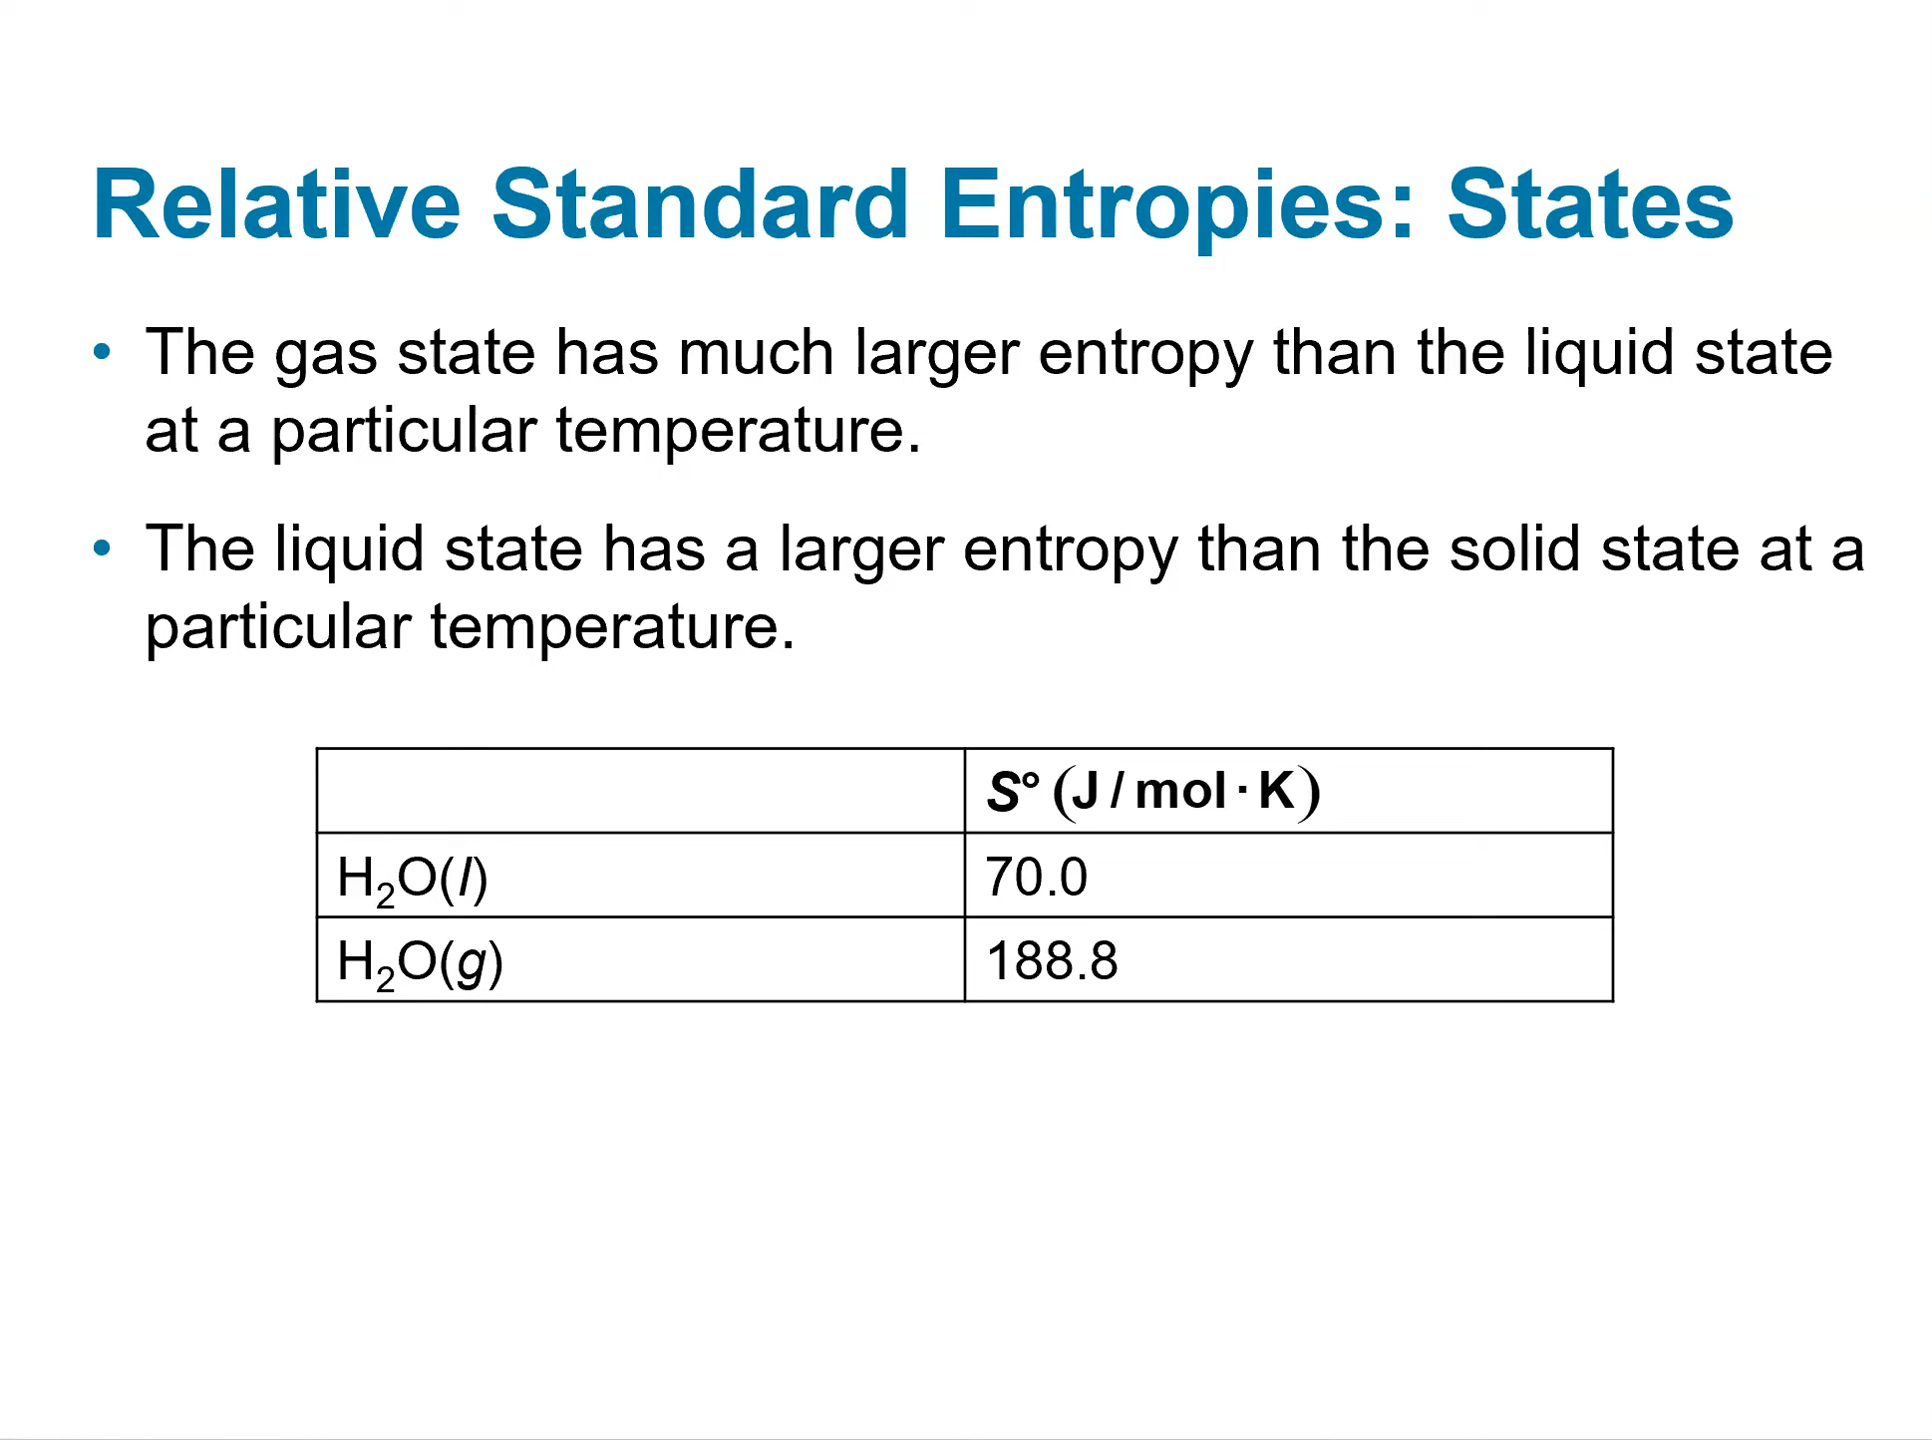 Relative Standard Entropies: States
• The gas state has much larger entropy than the liquid state
at a particular temperature.
• The liquid state has a larger entropy than the solid state at a
particular temperature.
S° (J / mol · K)
H₂O(l) 70.0
H₂O(g) 188.8